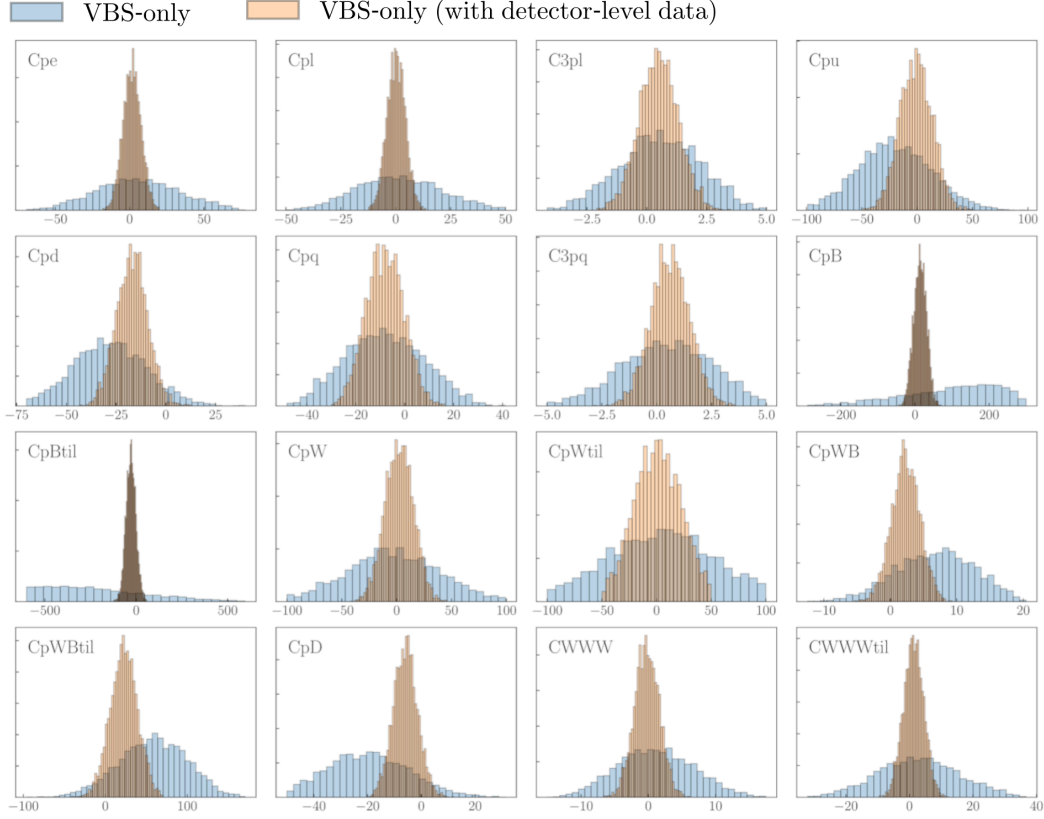 VBS-only VBS-only (with detector-level data)
Cpe Cpl C3pl Cpu
−50 0 50 −50 −25 0 25 50 −2.5 0.0 2.5 5.0 −100 −50 0 50 100
Cpd Cpq C3pq CpB
−75 −50 −25 0 25 −40 −20 0 20 40 −5.0 −2.5 0.0 2.5 5.0 −200 0 200
CpBtil CpW CpWtil CpWB
−500 0 500 −100 −50 0 50 100 −100 −50 0 50 100 −10 0 10 20
CpWBtil CpD CWWW CWWWtil
−100 0 100 −40 −20 0 20 −10 0 10 −20 0 20 40